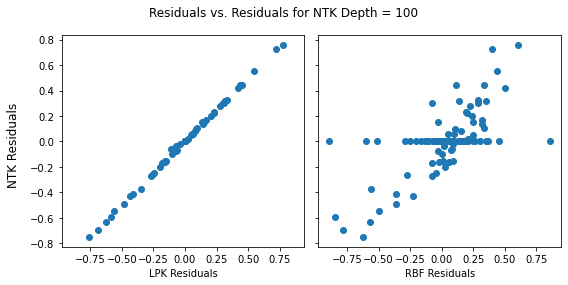 Residuals vs. Residuals for NTK Depth = 100
NTK Residuals
0.8
0.6
0.4
0.2
0.0
−0.2
−0.4
−0.6
−0.8
−0.75 −0.50 −0.25 0.00 0.25 0.50 0.75
LPK Residuals
−0.75 −0.50 −0.25 0.00 0.25 0.50 0.75
RBF Residuals